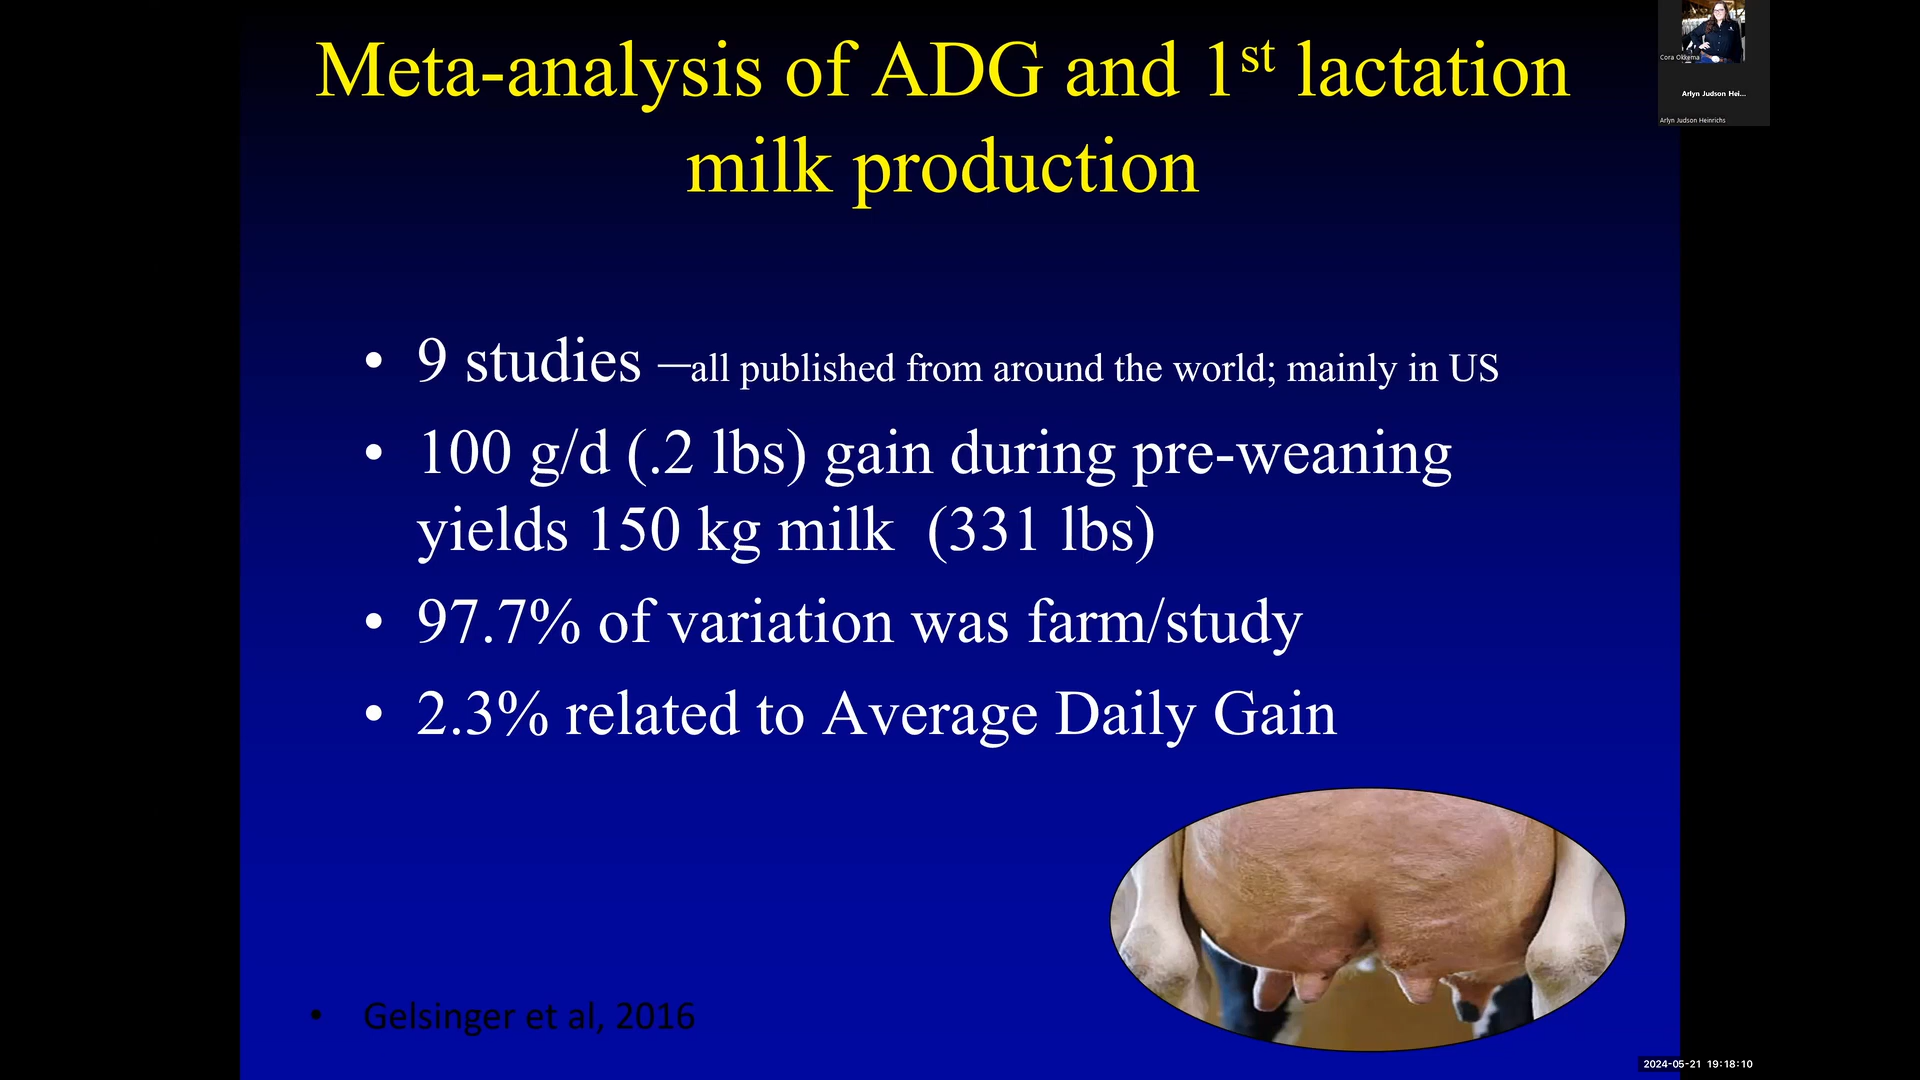 Meta-analysis of ADG and 1st lactation
milk production
• 9 studies –all published from around the world; mainly in US
• 100 g/d (.2 lbs) gain during pre-weaning
yields 150 kg milk (331 lbs)
• 97.7% of variation was farm/study
• 2.3% related to Average Daily Gain
• Gelsinger et al, 2016
Cora Okkema
Arlyn Judson Hei...
Arlyn Judson Heinrichs
2024-05-21 19:18:10